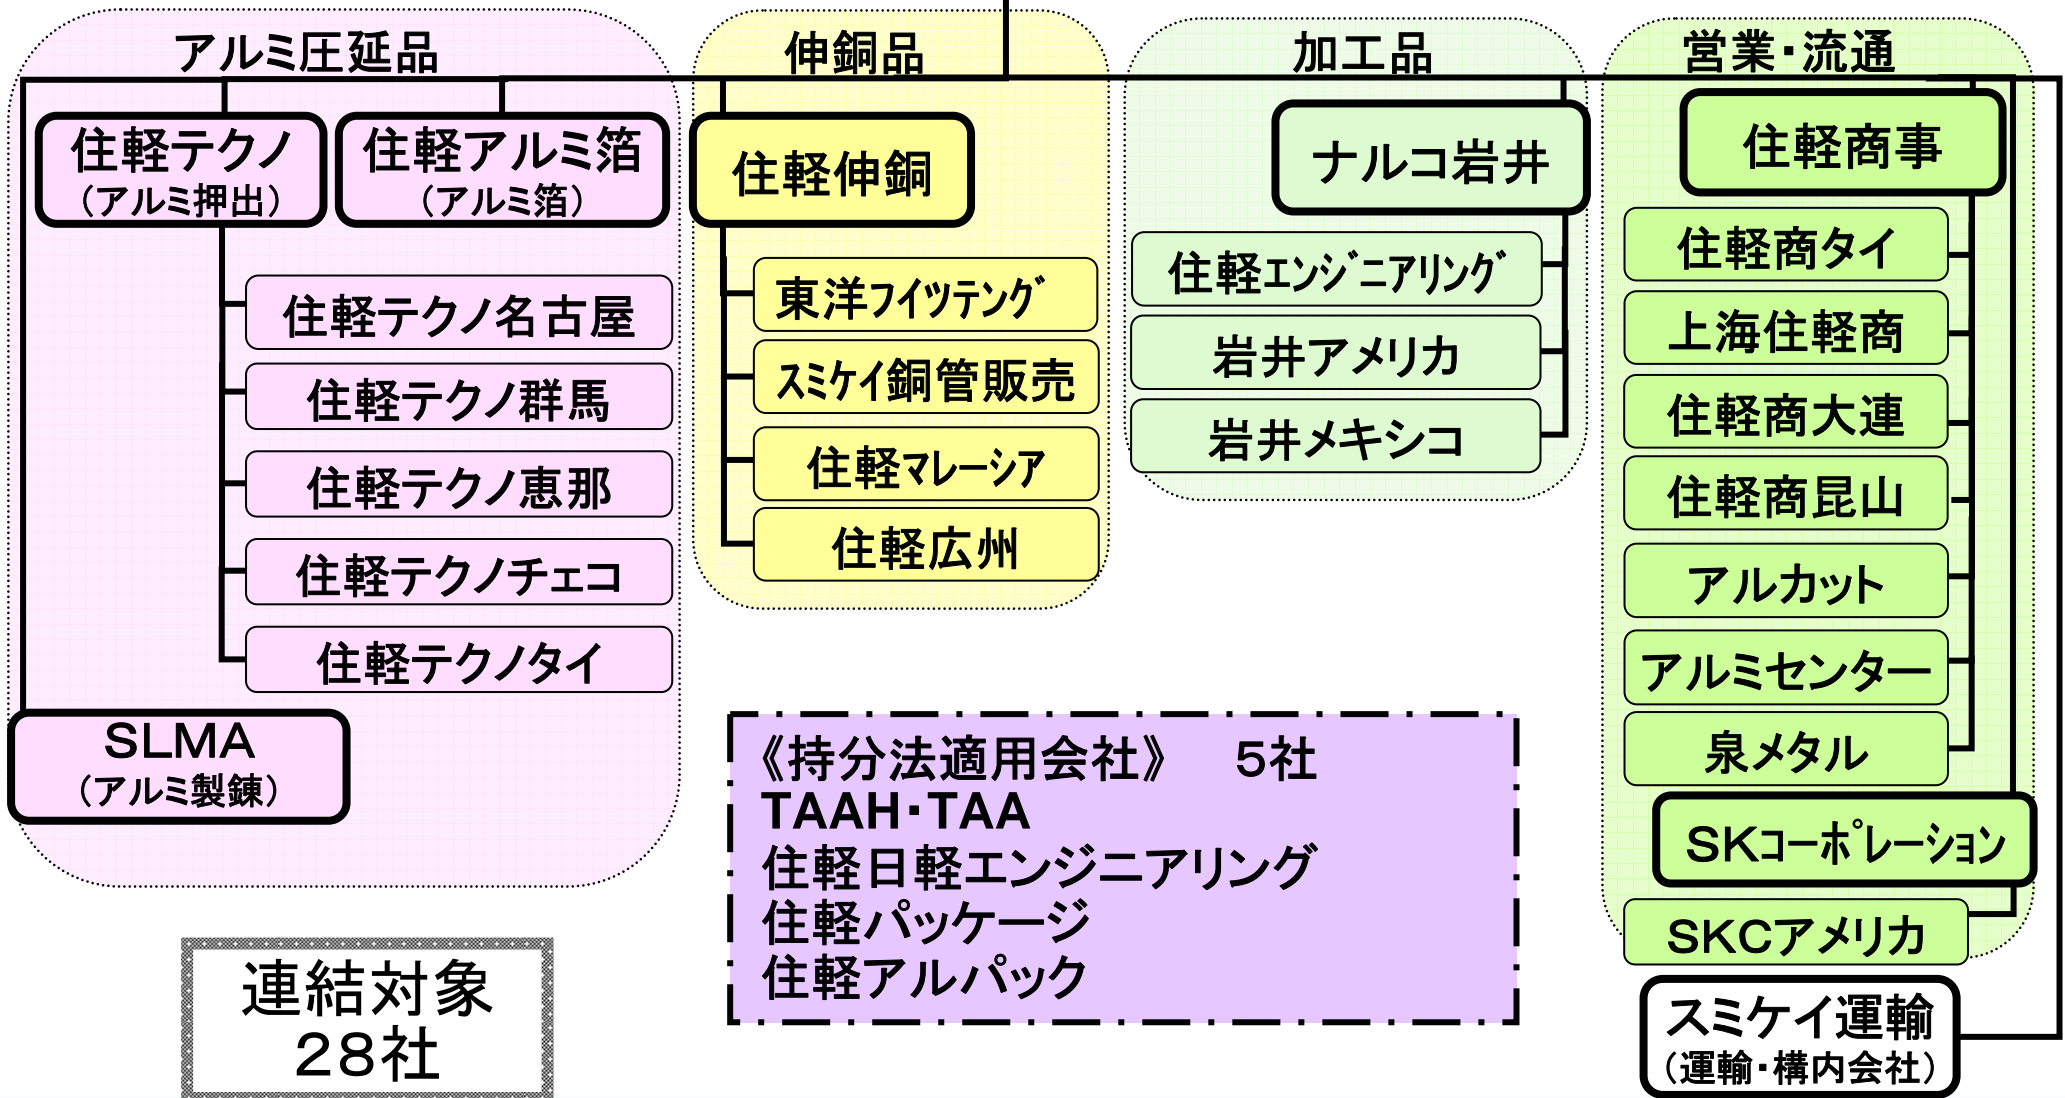 アルミ圧延品
住軽テクノ
（アルミ押出）
住軽アルミ箔
（アルミ箔）
住軽テクノ名古屋
住軽テクノ群馬
住軽テクノ恵那
住軽テクノチェコ
住軽テクノタイ
SLMA
（アルミ製錬）
伸銅品
住軽伸銅
東洋ﾌｲﾂﾃﾝｸﾞ
ｽﾐｹｲ銅管販売
住軽ﾏﾚｰｼｱ
住軽広州
加工品
ナルコ岩井
住軽ｴﾝｼﾞﾆｱﾘﾝｸﾞ
岩井アメリカ
岩井メキシコ
営業・流通
住軽商事
住軽商タイ
上海住軽商
住軽商大連
住軽商昆山
アルカット
アルミセンター
泉メタル
SKｺｰﾎﾟﾚｰｼｮﾝ
SKCアメリカ
スミケイ運輸
（運輸・構内会社）
《持分法適用会社》　５社
TAAH・TAA
住軽日軽エンジニアリング
住軽パッケージ
住軽アルパック
連結対象
２８社